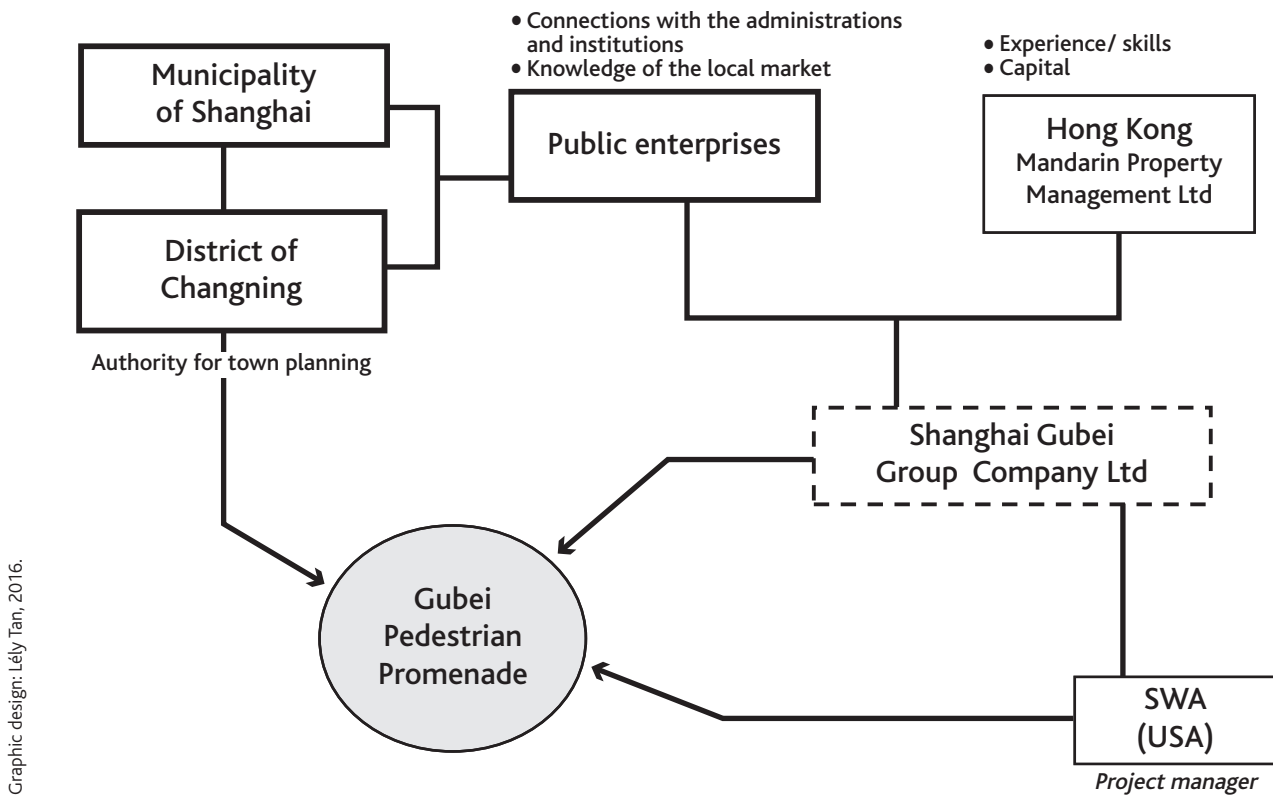 • Connections with the administrations
and institutions
• Knowledge of the local market
• Experience/ skills
• Capital
Municipality
of Shanghai
Public enterprises
Hong Kong
Mandarin Property
Management Ltd
District of
Changning
Authority for town planning
Shanghai Gubei
Group Company Ltd
Gubei
Pedestrian
Promenade
SWA
(USA)
Project manager
Graphic design: Lély Tan, 2016.